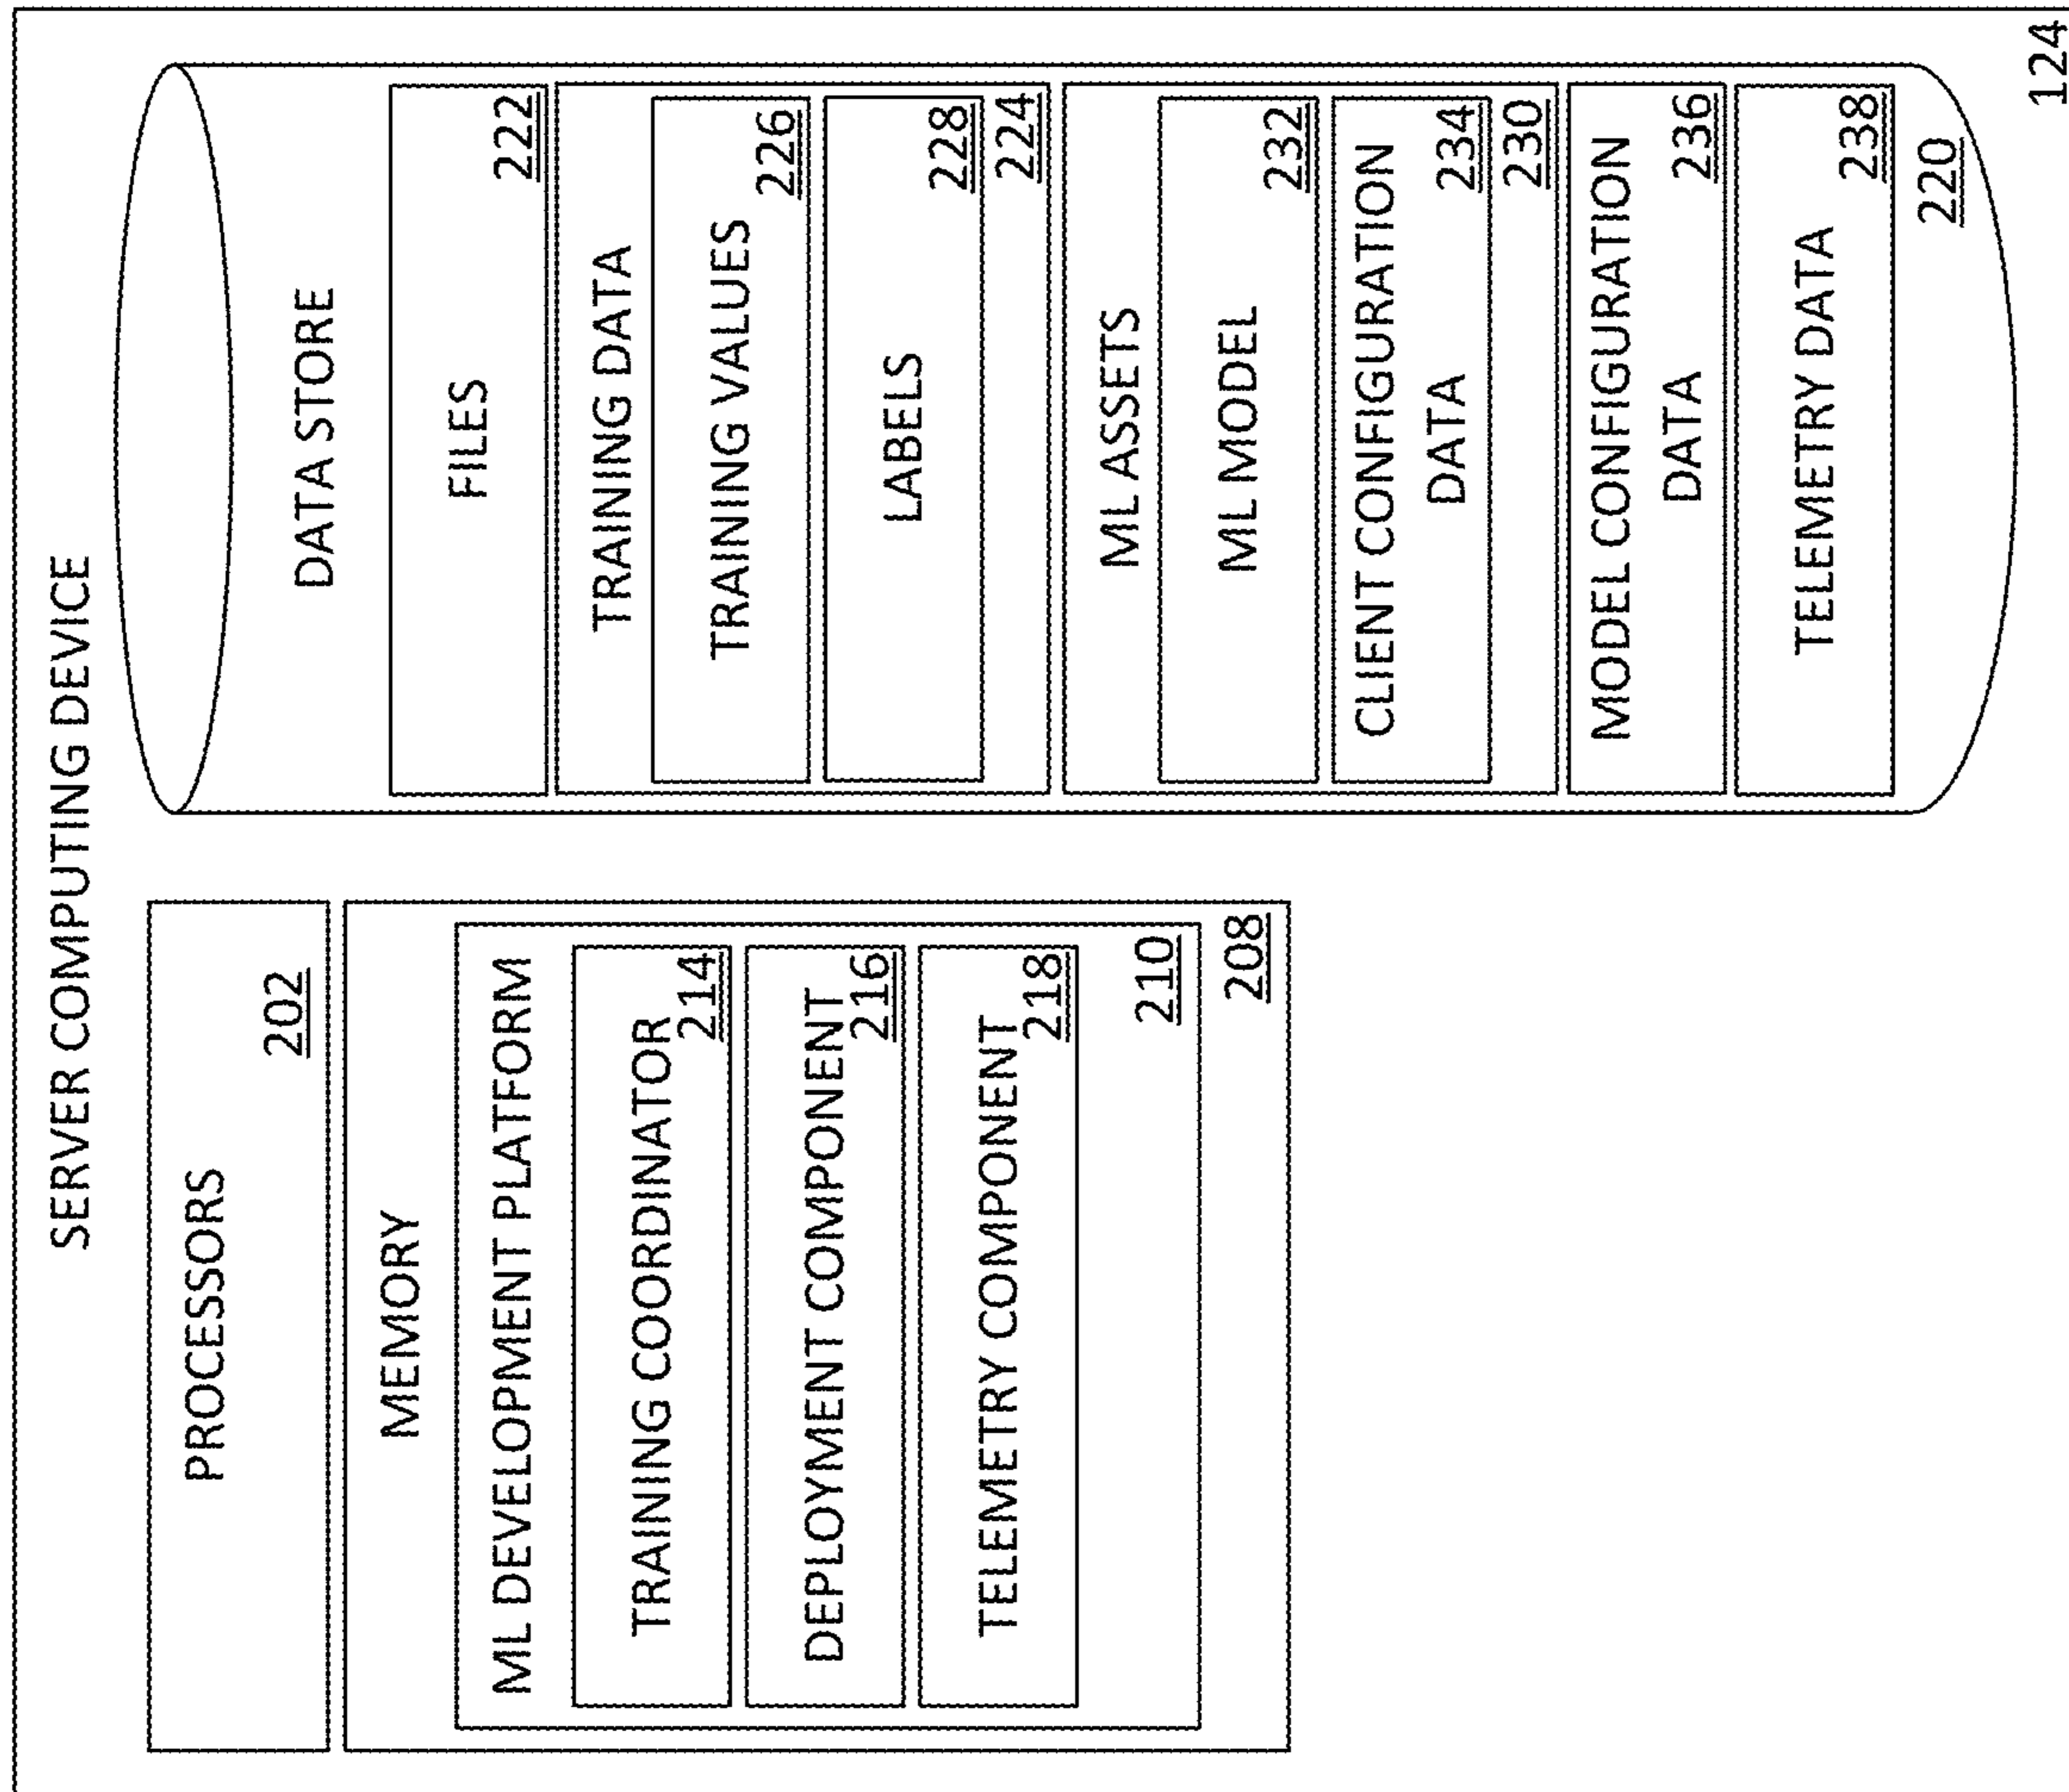 SERVER COMPUTING DEVICE
PROCESSORS
202
MEMORY
ML DEVELOPMENT PLATFORM
TRAINING COORDINATOR
214
DEPLOYMENT COMPONENT
216
TELEMETRY COMPONENT
218
210
208
DATA STORE
FILES
222
TRAINING DATA
TRAINING VALUES
226
LABELS
228
224
ML ASSETS
ML MODEL
232
CLIENT CONFIGURATION
DATA
234
230
MODEL CONFIGURATION
DATA
236
TELEMETRY DATA
238
220
124